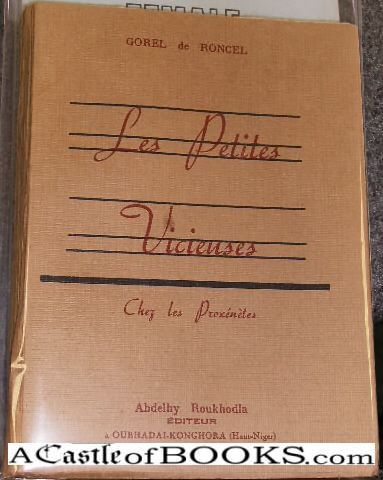 GOREL de RONCEL
Les Petites
Vicieuses
Chez les Proxénètes
Abdelhy Roukhodla
ÉDITEUR
à OUBHADAI-KONGHORA (Haut-Niger)
ACastleofBOOKS.com